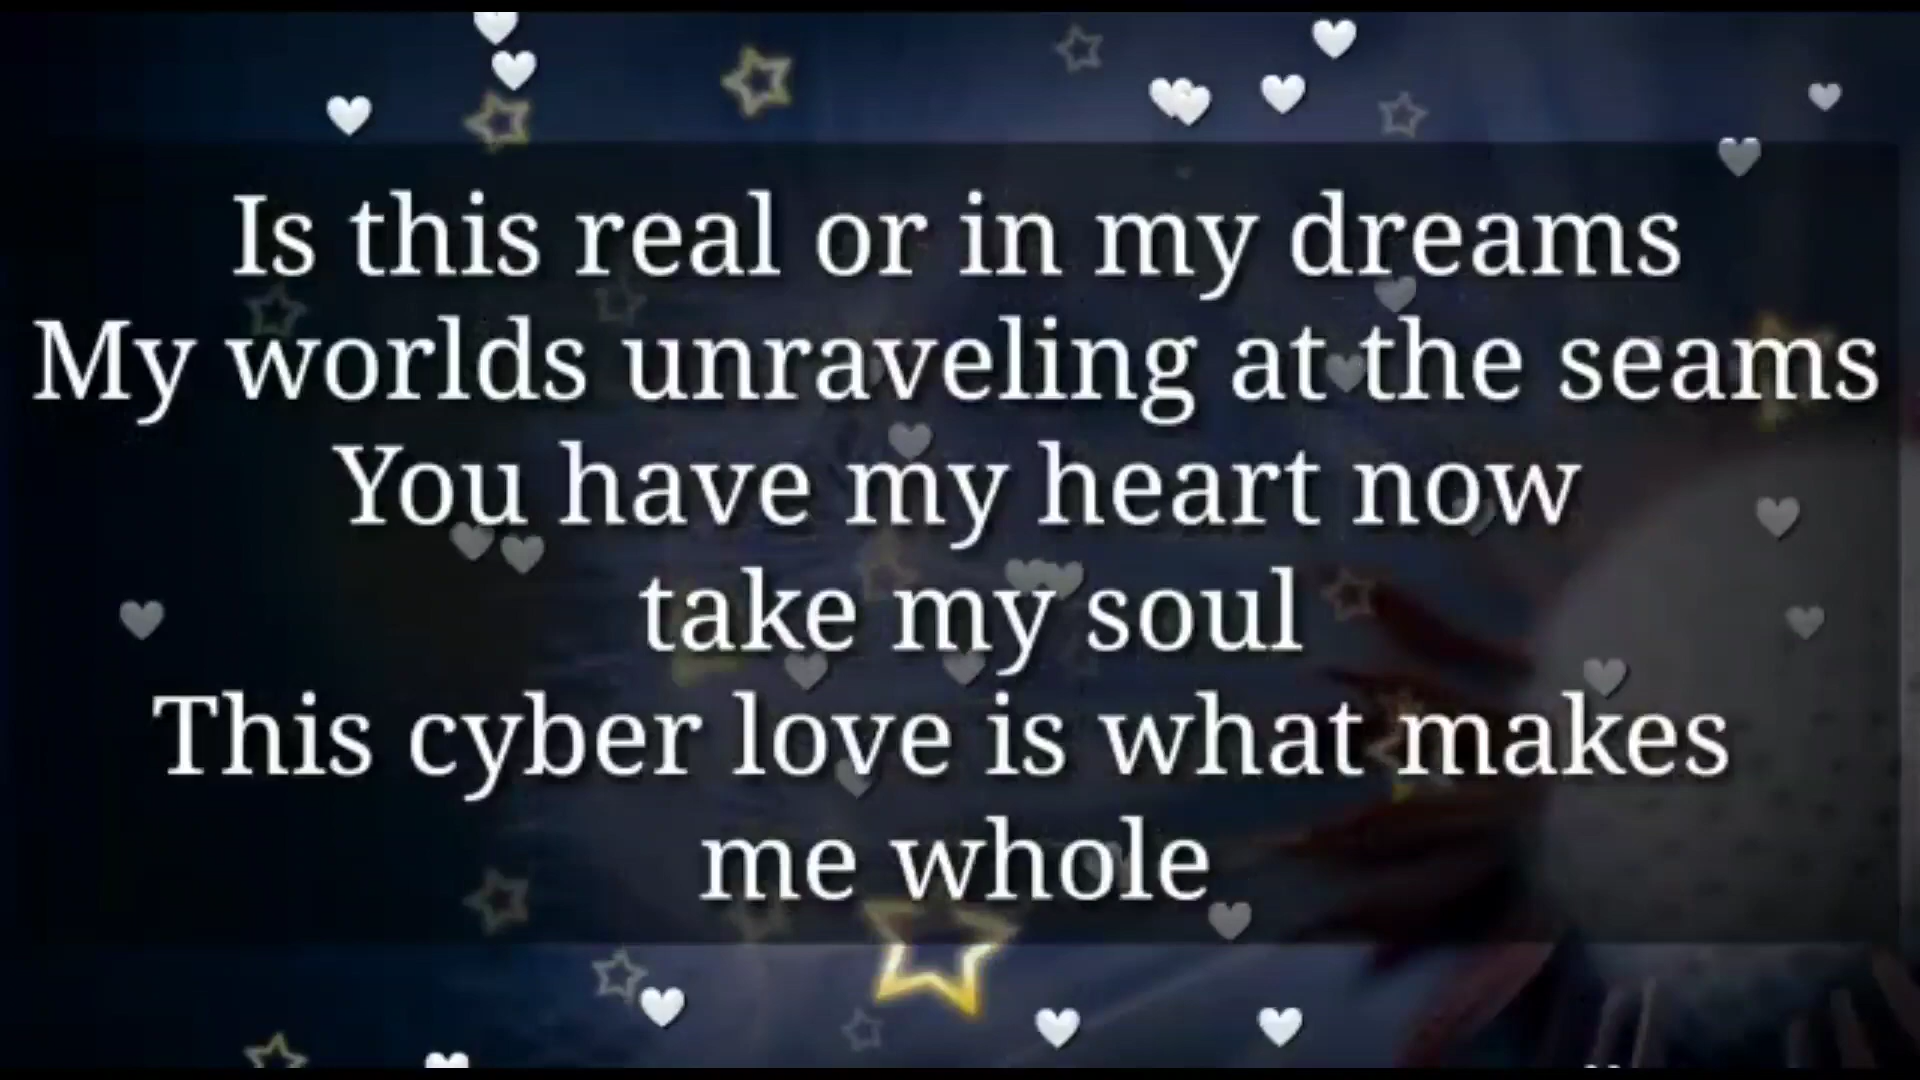 Is this real or in my dreams
My worlds unraveling at the seams
You have my heart now
take my soul
This cyber love is what makes
me whole